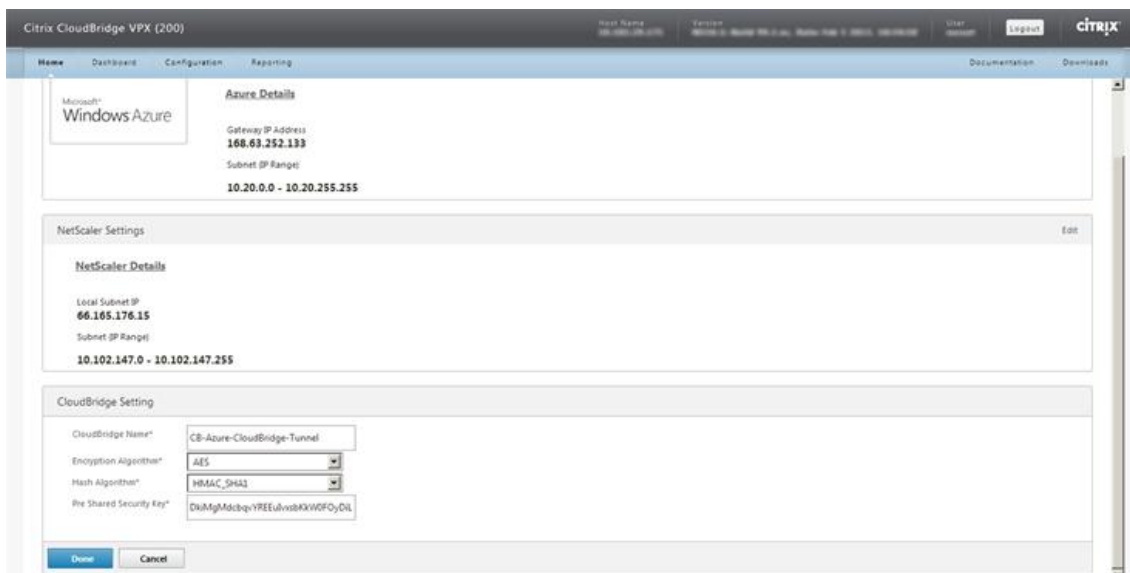 Citrix CloudBridge VPX (200)
Host Name
Version
User
Logout
CITRIX
Home Dashboard Configuration Reporting Documentation Downloads
Microsoft®
Windows Azure
Azure Details
Gateway IP Address
168.63.252.133
Subnet (IP Range)
10.20.0.0 - 10.20.255.255
NetScaler Settings Edit
NetScaler Details
Local Subnet IP
66.165.176.15
Subnet (IP Range)
10.102.147.0 - 10.102.147.255
CloudBridge Setting
CloudBridge Name* CB-Azure-CloudBridge-Tunnel
Encryption Algorithm* AES
Hash Algorithm* HMAC_SHA1
Pre Shared Security Key*
Done Cancel